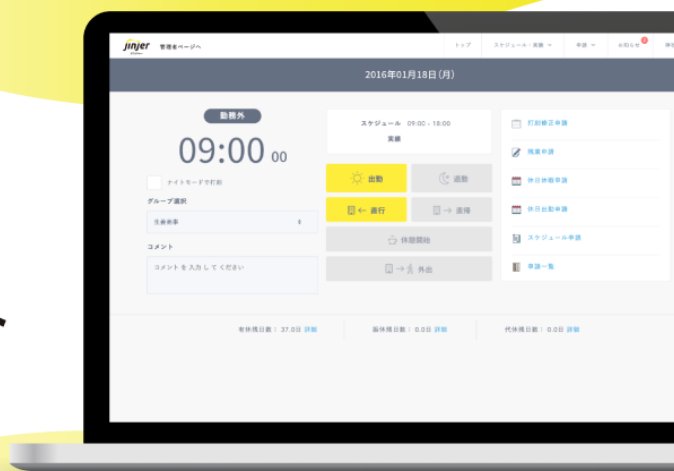 jinjer 管理者ページへ
トップ スケジュール・実績 申請 お知らせ
2016年01月18日(月)
勤務外
09:00 00
ナイトモードで打刻
グループ選択
コメント
コメントを入力してください
スケジュール 09:00 - 18:00
実績
出勤 退勤
← 直行 → 直帰
休憩開始
→ 外出
打刻修正申請
残業申請
休日休暇申請
休日出勤申請
スケジュール申請
申請一覧
有休残日数: 37.0日 詳細
振休残日数: 0.0日 詳細
代休残日数: 0.0日 詳細